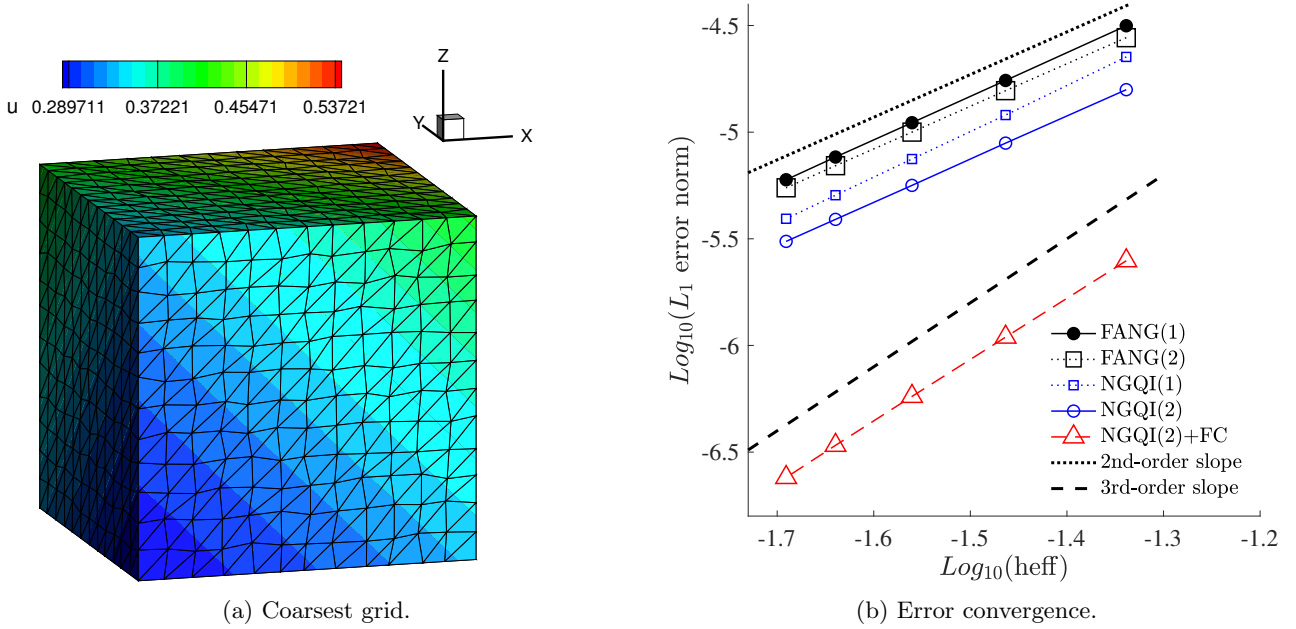 u
0.289711 0.37221 0.45471 0.53721
Z
Y
X
(a) Coarsest grid.
Log10(L1 error norm)
-4.5
-5
-5.5
-6
-6.5
FANG(1)
FANG(2)
NGQI(1)
NGQI(2)
NGQI(2)+FC
2nd-order slope
3rd-order slope
-1.7 -1.6 -1.5 -1.4 -1.3 -1.2
Log10(heff)
(b) Error convergence.